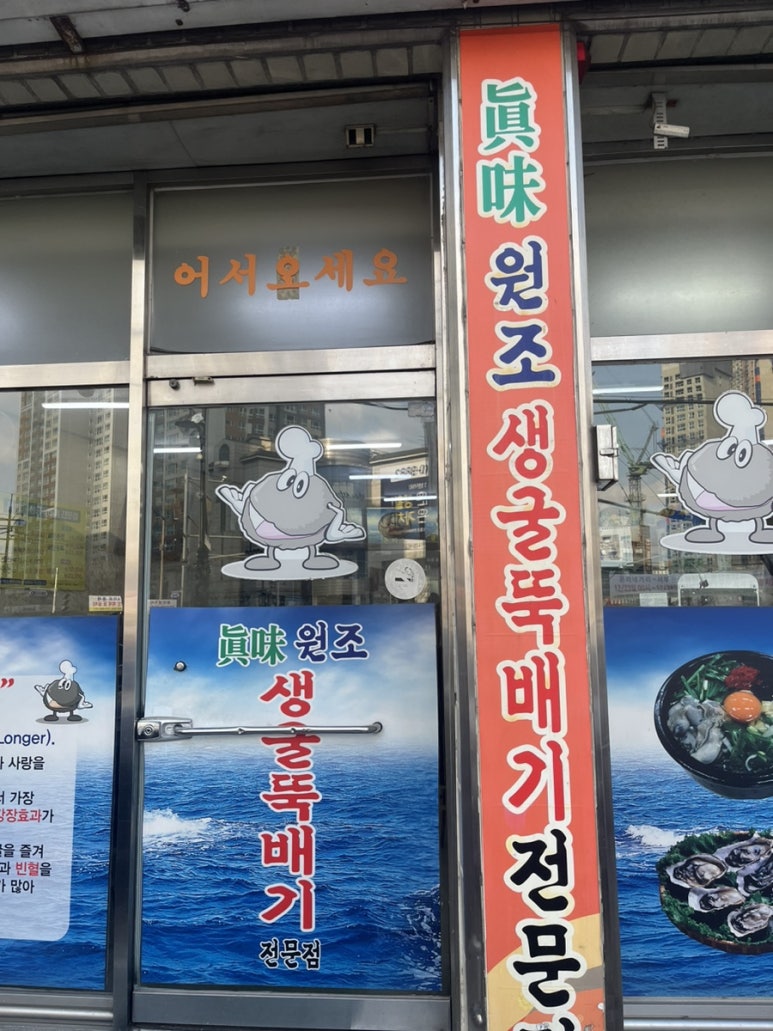 어서오세요
眞味 원조
생굴뚝배기
전문점
眞味 원조 생굴뚝배기 전문
”
Longer).
사랑을
가장
강장효과가
즐겨
과 빈혈을
많아